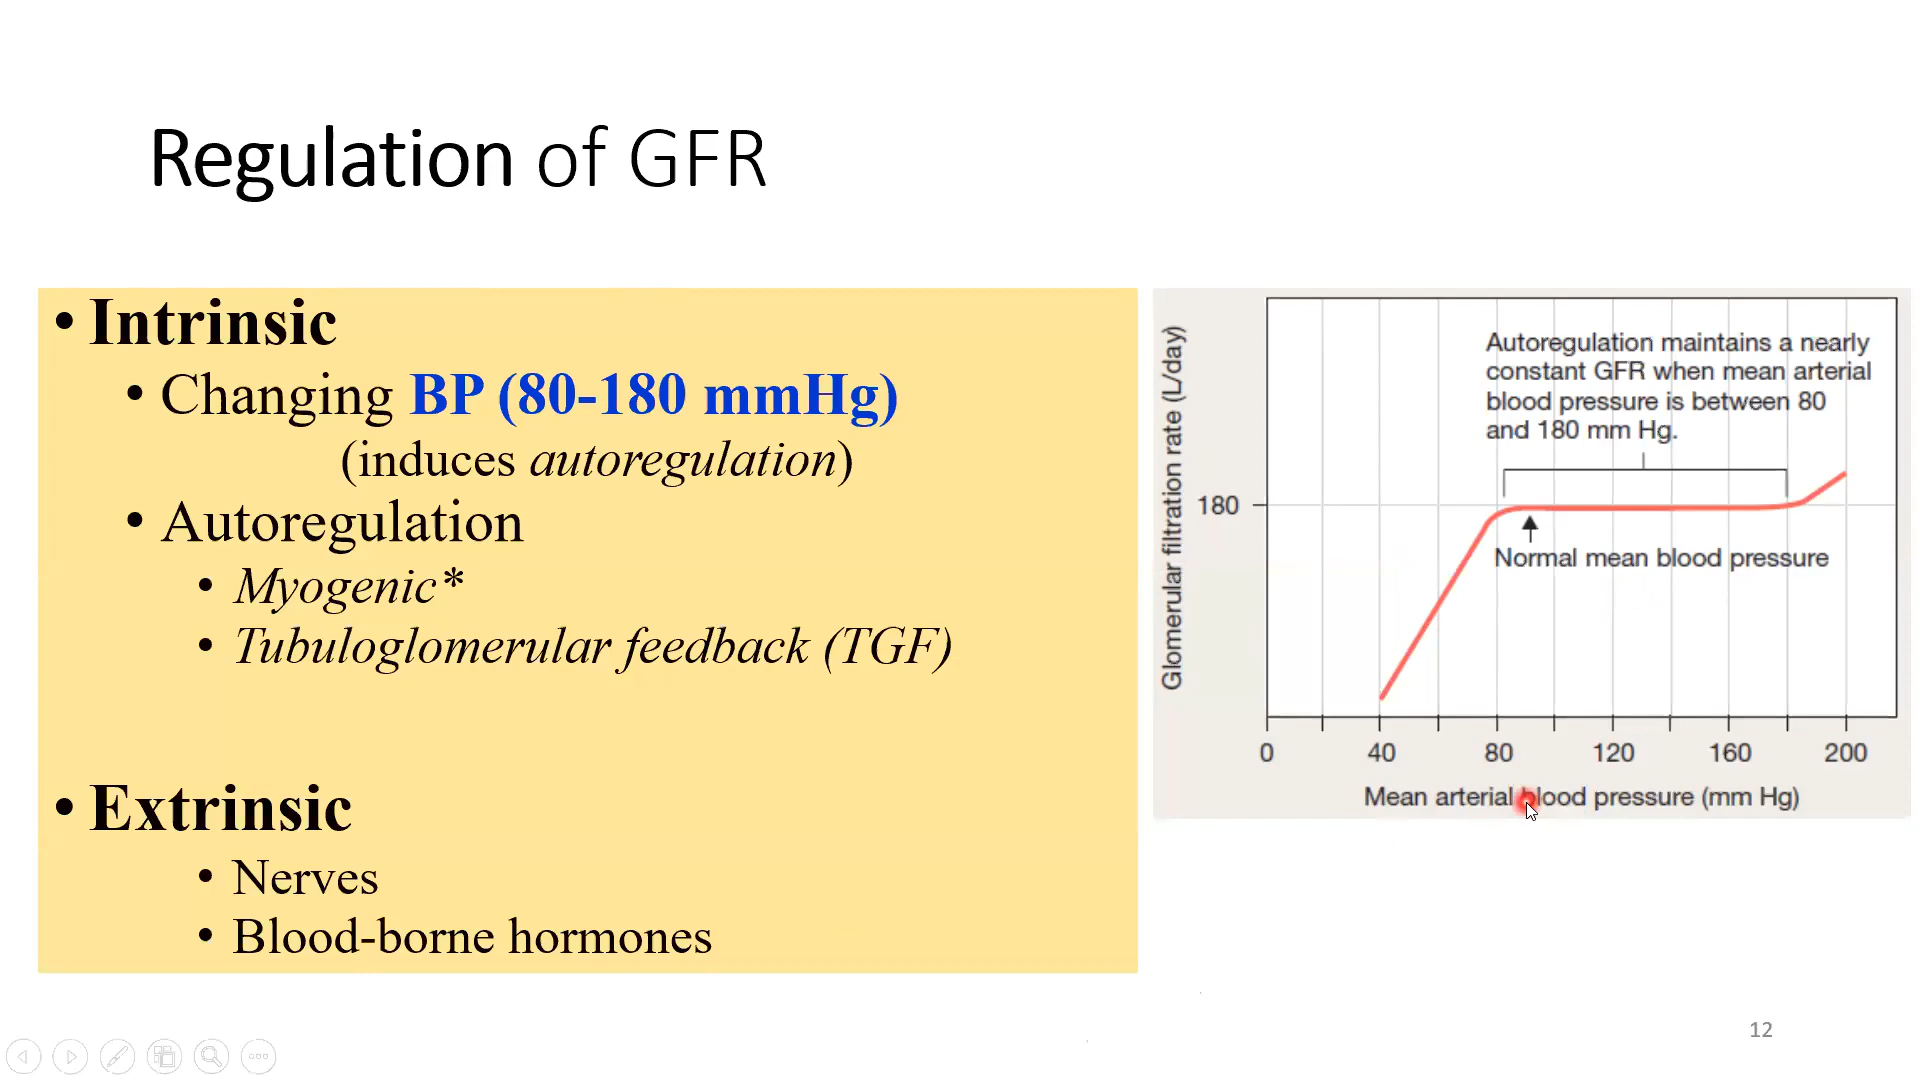 Regulation of GFR
• Intrinsic
• Changing BP (80-180 mmHg)
(induces autoregulation)
• Autoregulation
• Myogenic*
• Tubuloglomerular feedback (TGF)
• Extrinsic
• Nerves
• Blood-borne hormones
Glomerular filtration rate (L/day)
Autoregulation maintains a nearly
constant GFR when mean arterial
blood pressure is between 80
and 180 mm Hg.
180
Normal mean blood pressure
0 40 80 120 160 200
Mean arterial blood pressure (mm Hg)
12